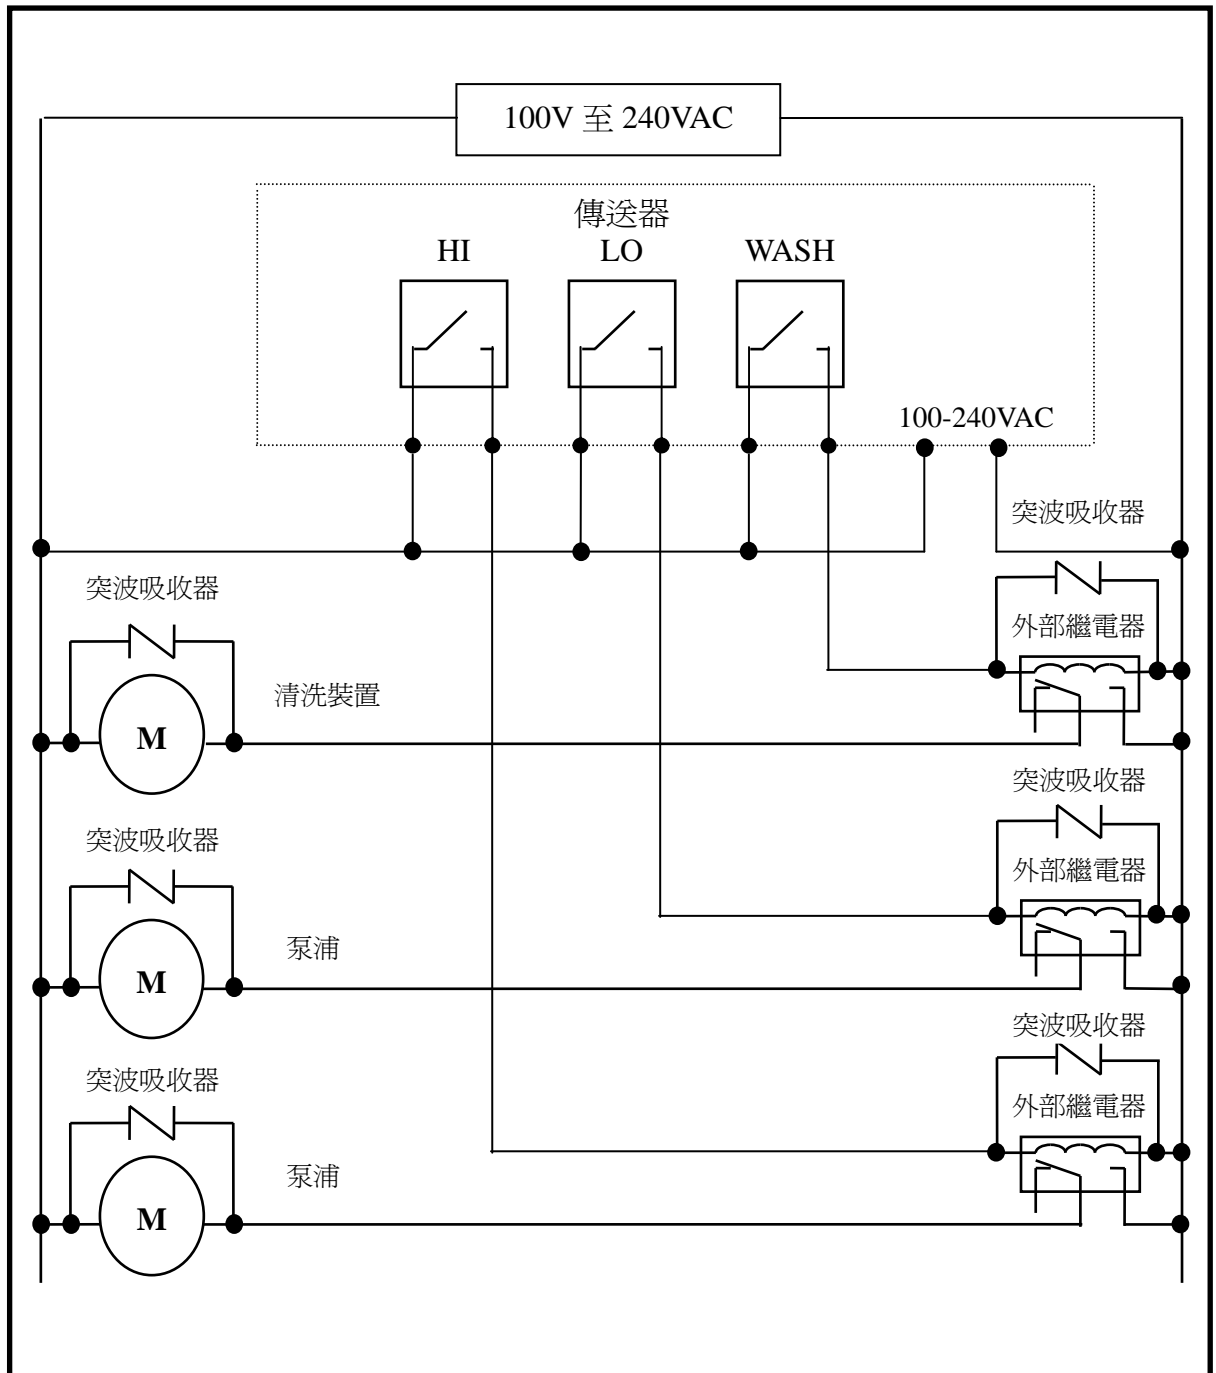 100V 至 240VAC
傳送器
HI
LO
WASH
100-240VAC
突波吸收器
突波吸收器
外部繼電器
清洗裝置
M
突波吸收器
突波吸收器
外部繼電器
泵浦
M
突波吸收器
突波吸收器
外部繼電器
泵浦
M